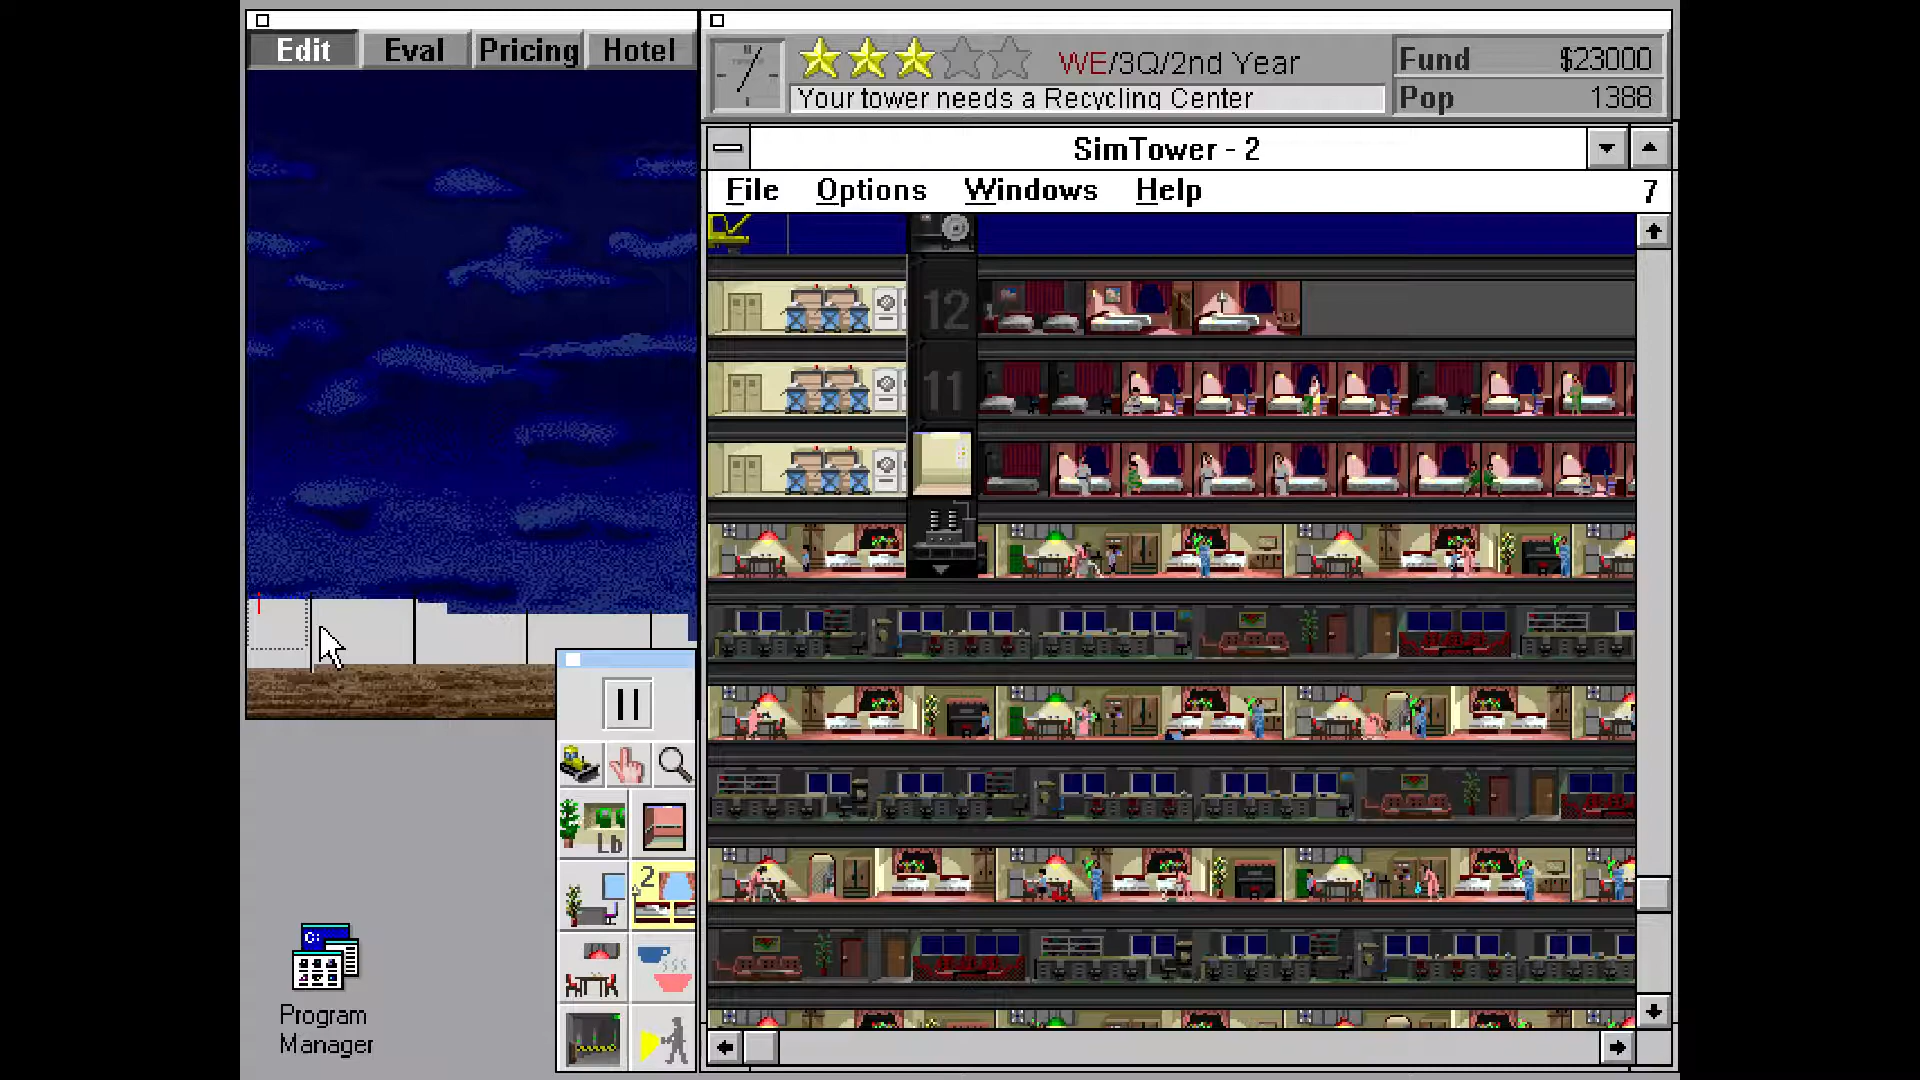 Edit Eval Pricing Hotel
WE/3Q/2nd Year
Your tower needs a Recycling Center
Fund $23000
Pop 1388
SimTower - 2
File Options Windows Help 7
12
11
Lb
2
C:
Program
Manager